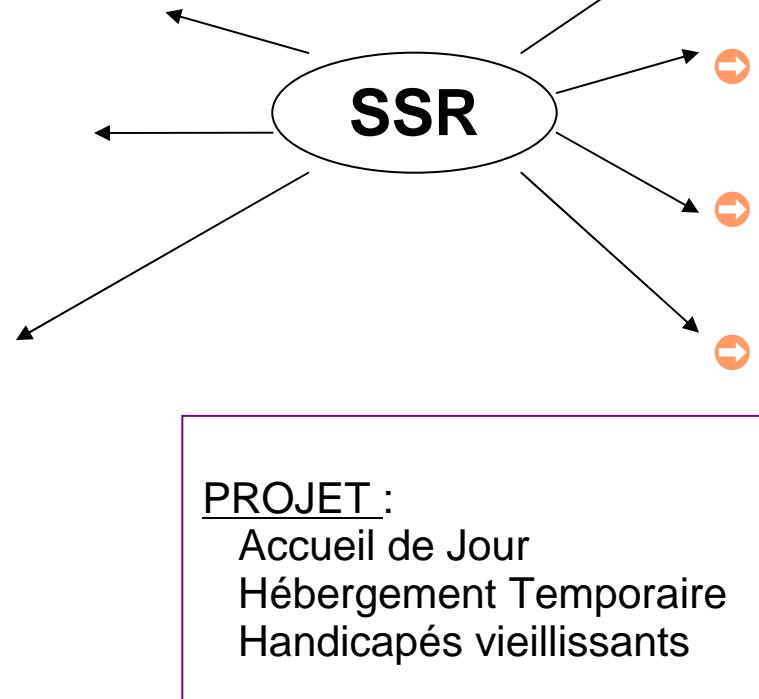 SSR
PROJET :
Accueil de Jour
Hébergement Temporaire
Handicapés vieillissants